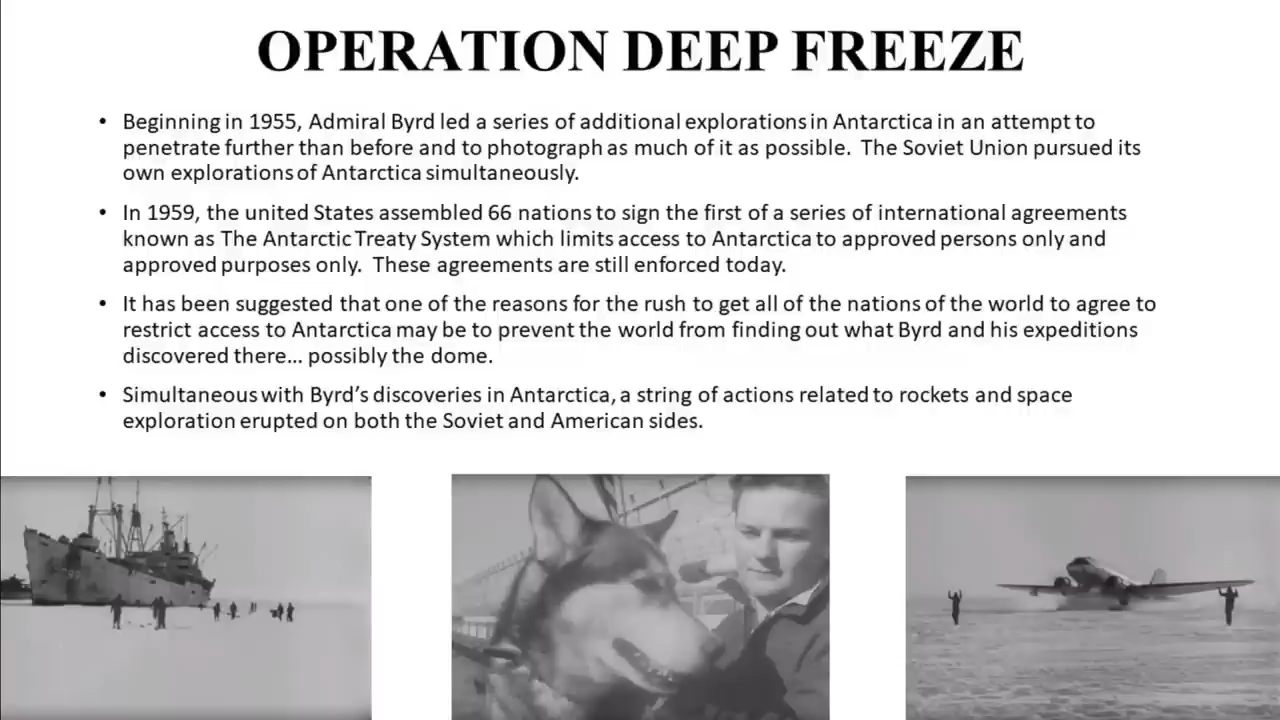 OPERATION DEEP FREEZE
• Beginning in 1955, Admiral Byrd led a series of additional explorations in Antarctica in an attempt to
penetrate further than before and to photograph as much of it as possible.  The Soviet Union pursued its
own explorations of Antarctica simultaneously.
• In 1959, the united States assembled 66 nations to sign the first of a series of international agreements
known as The Antarctic Treaty System which limits access to Antarctica to approved persons only and
approved purposes only.  These agreements are still enforced today.
• It has been suggested that one of the reasons for the rush to get all of the nations of the world to agree to
restrict access to Antarctica may be to prevent the world from finding out what Byrd and his expeditions
discovered there... possibly the dome.
• Simultaneous with Byrd's discoveries in Antarctica, a string of actions related to rockets and space
exploration erupted on both the Soviet and American sides.